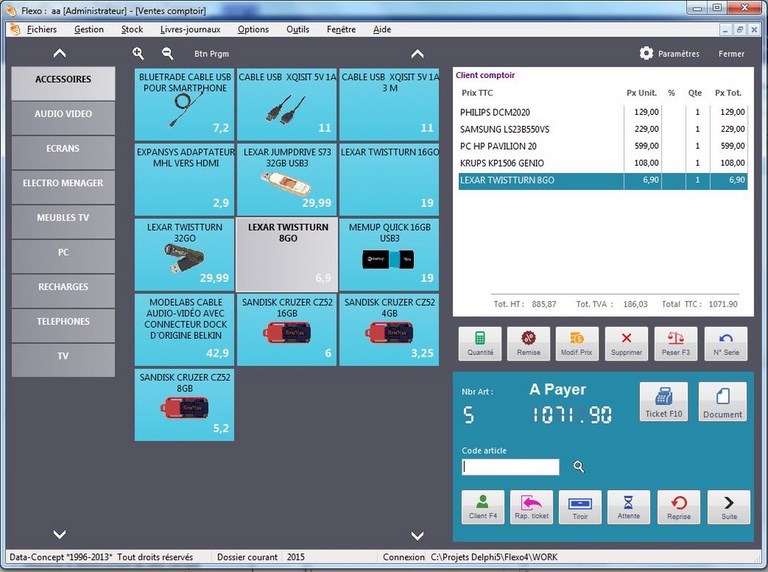 Flexo : aa [Administrateur] - [Ventes comptoir]
Fichiers Gestion Stock Livres-journaux Options Outils Fenêtre Aide
Btn Prgm
Paramètres Fermer
ACCESSOIRES
AUDIO VIDEO
ECRANS
ELECTRO MENAGER
MEUBLES TV
PC
RECHARGES
TELEPHONES
TV
BLUETRADE CABLE USB
POUR SMARTPHONE
7,2
CABLE USB XQISIT 5V 1A
11
CABLE USB XQISIT 5V 1A
3 M
11
EXPANSYS ADAPTATEUR
MHL VERS HDMI
2,9
LEXAR JUMPDRIVE S73
32GB USB3
29,99
LEXAR TWISTTURN 16GO
19
LEXAR TWISTTURN
32GO
29,99
LEXAR TWISTTURN
8GO
6,9
MEMUP QUICK 16GB
USB3
19
MODELABS CABLE
AUDIO-VIDÉO AVEC
CONNECTEUR DOCK
D'ORIGINE BELKIN
42,9
SANDISK CRUZER CZ52
16GB
6
SANDISK CRUZER CZ52
4GB
3,25
SANDISK CRUZER CZ52
8GB
5,2
Client comptoir
Prix TTC Px Unit. % Qte Px Tot.
PHILIPS DCM2020 129,00 1 129,00
SAMSUNG LS23B550VS 229,00 1 229,00
PC HP PAVILION 20 599,00 1 599,00
KRUPS KP1506 GENIO 108,00 1 108,00
LEXAR TWISTTURN 8GO 6,90 1 6,90
Tot. HT : 885,87 Tot. TVA : 186,03 Total TTC : 1071.90
Quantité Remise Modif.Prix Supprimer Peser F3 N° Serie
Nbr Art : A Payer
5 1071.90
Ticket F10 Document
Code article
Client F4 Rap. ticket Tiroir Attente Reprise Suite
Data-Concept *1996-2013* Tout droits réservés Dossier courant 2015 Connexion C:\Projets Delphi5\Flexo4\WORK